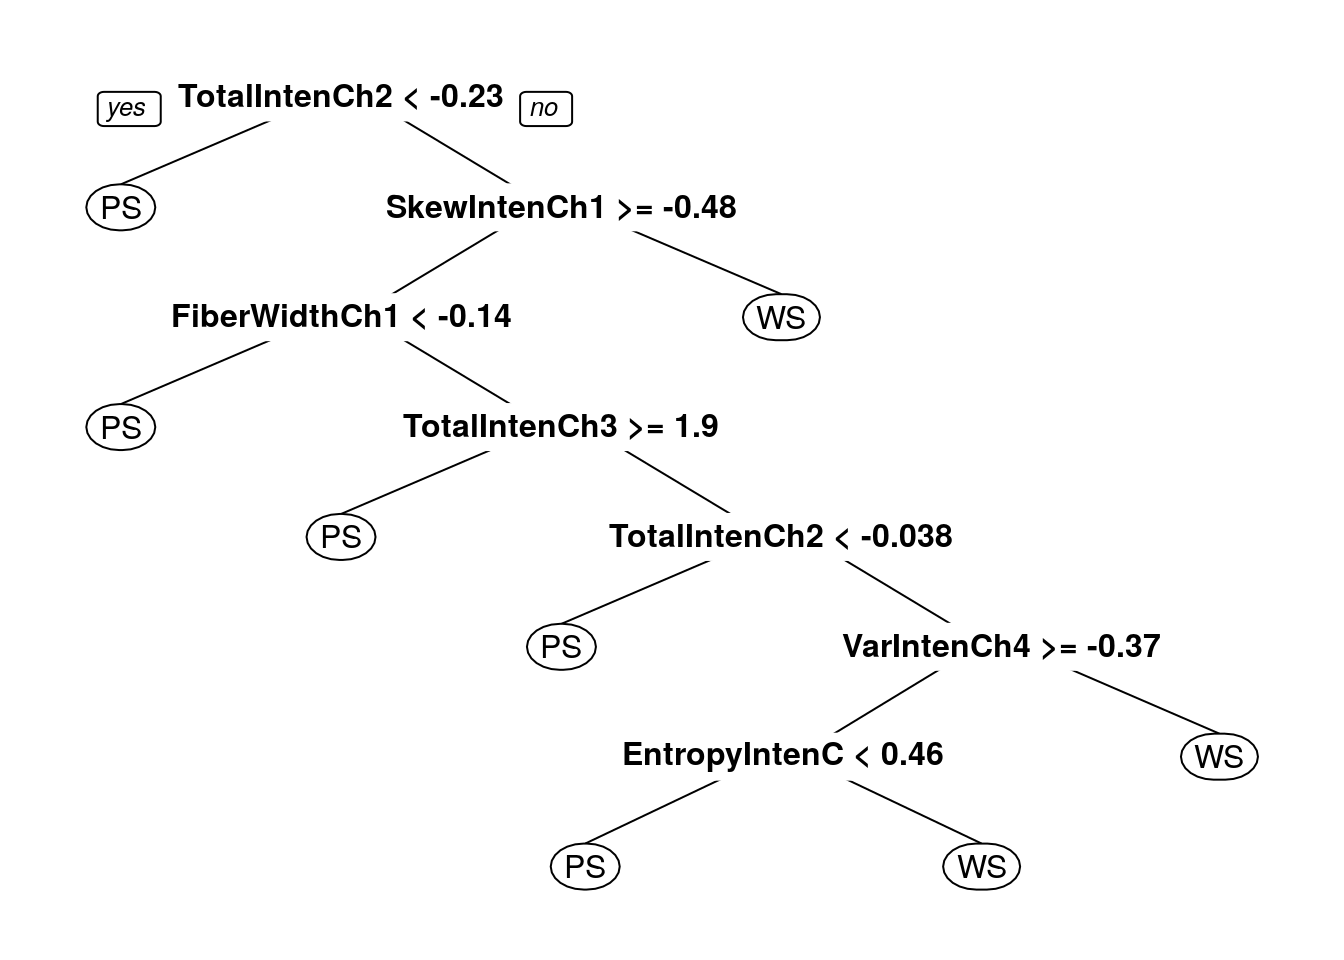 yes TotalIntenCh2 < -0.23 no
PS SkewIntenCh1 >= -0.48
FiberWidthCh1 < -0.14 WS
PS TotalIntenCh3 >= 1.9
PS TotalIntenCh2 < -0.038
PS VarIntenCh4 >= -0.37
EntropyIntenC < 0.46 WS
PS WS